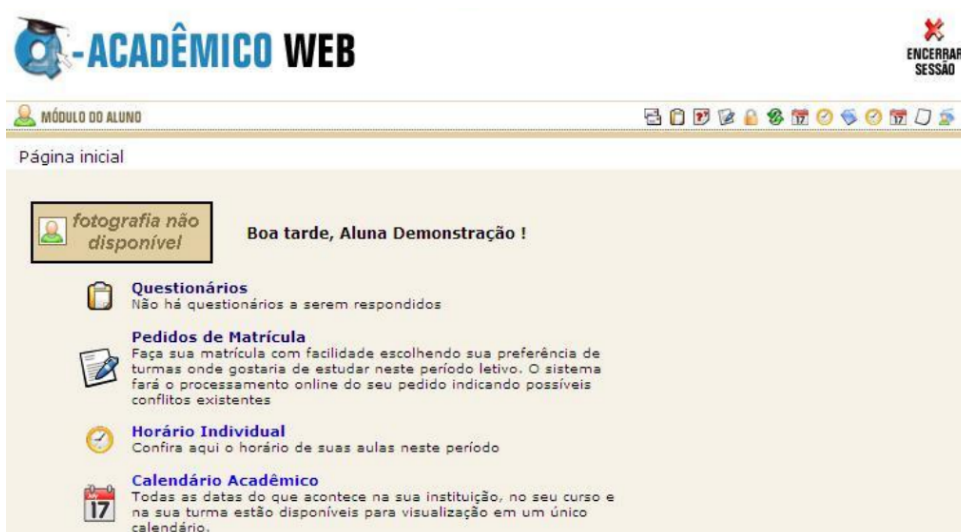 Q-ACADÊMICO WEB
ENCERRAR
SESSÃO
MÓDULO DO ALUNO
Página inicial
fotografia não
disponível
Boa tarde, Aluna Demonstração !
Questionários
Não há questionários a serem respondidos
Pedidos de Matrícula
Faça sua matrícula com facilidade escolhendo sua preferência de
turmas onde gostaria de estudar neste período letivo. O sistema
fará o processamento online do seu pedido indicando possíveis
conflitos existentes
Horário Individual
Confira aqui o horário de suas aulas neste período
17
Calendário Acadêmico
Todas as datas do que acontece na sua instituição, no seu curso e
na sua turma estão disponíveis para visualização em um único
calendário.